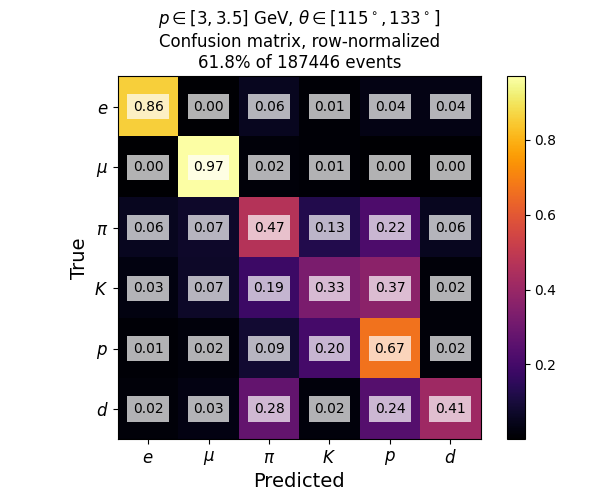 p ∈ [3, 3.5] GeV, θ ∈ [115°, 133°]
Confusion matrix, row-normalized
61.8% of 187446 events
e 0.86 0.00 0.06 0.01 0.04 0.04
μ 0.00 0.97 0.02 0.01 0.00 0.00
π 0.06 0.07 0.47 0.13 0.22 0.06
K 0.03 0.07 0.19 0.33 0.37 0.02
p 0.01 0.02 0.09 0.20 0.67 0.02
d 0.02 0.03 0.28 0.02 0.24 0.41
e μ π K p d
Predicted
True
0.8
0.6
0.4
0.2